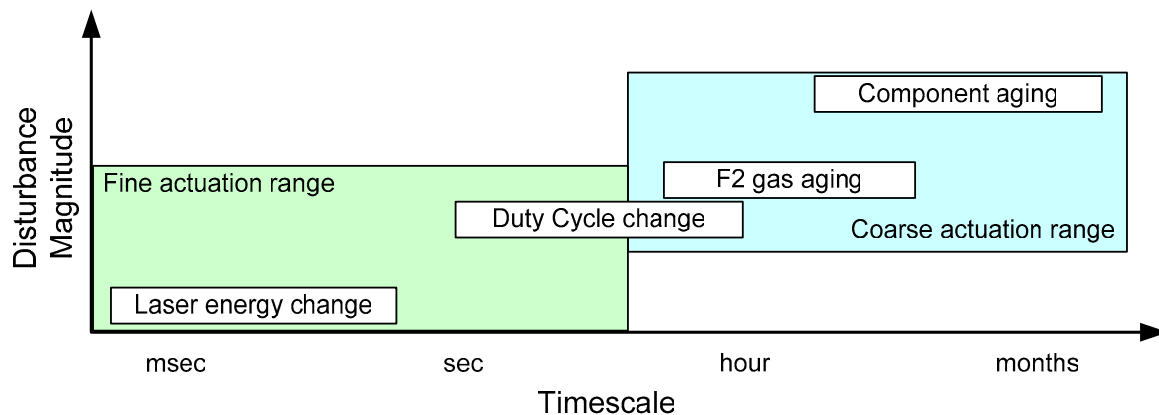 Disturbance
Magnitude
Component aging
Fine actuation range
F2 gas aging
Duty Cycle change
Coarse actuation range
Laser energy change
msec
sec
hour
months
Timescale